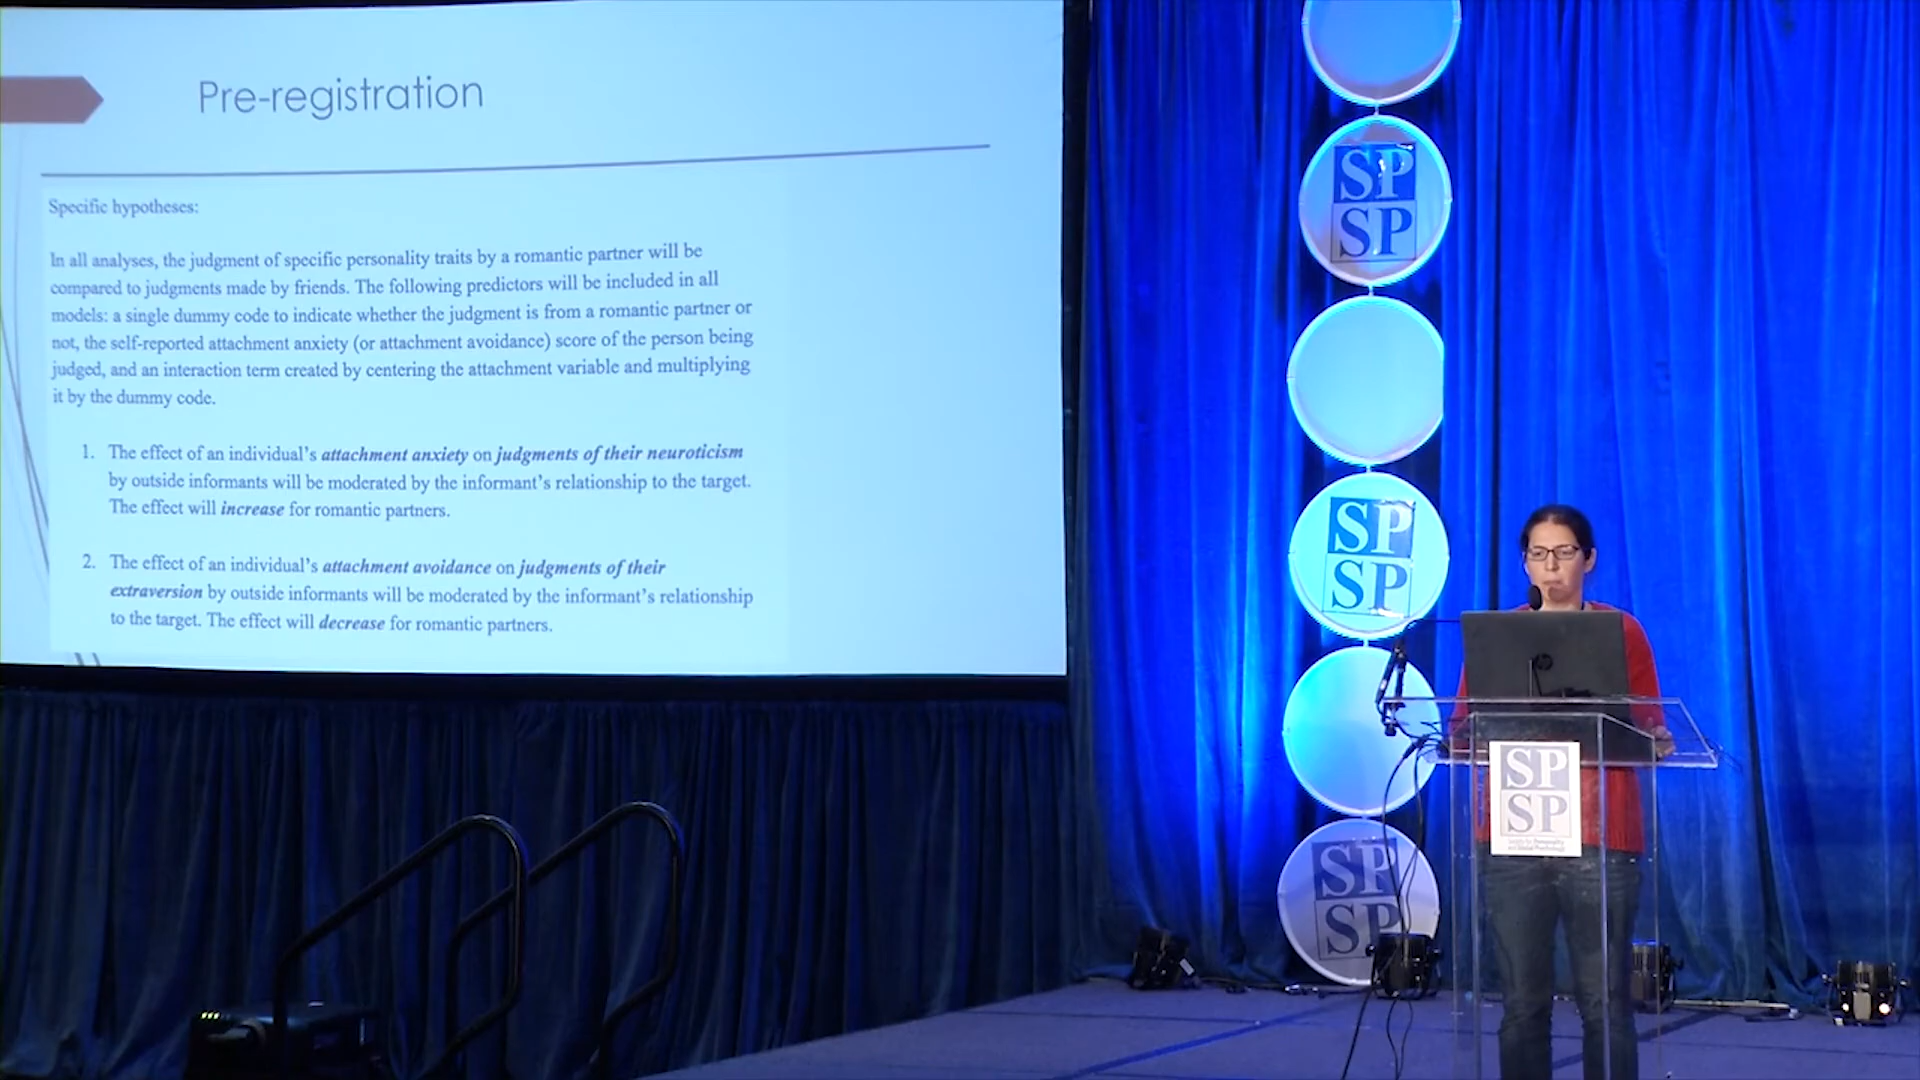 Pre-registration
Specific hypotheses:
In all analyses, the judgment of specific personality traits by a romantic partner will be
compared to judgments made by friends. The following predictors will be included in all
models: a single dummy code to indicate whether the judgment is from a romantic partner or
not, the self-reported attachment anxiety (or attachment avoidance) score of the person being
judged, and an interaction term created by centering the attachment variable and multiplying
it by the dummy code.
1. The effect of an individual's attachment anxiety on judgments of their neuroticism
by outside informants will be moderated by the informant's relationship to the target.
The effect will increase for romantic partners.
2. The effect of an individual's attachment avoidance on judgments of their
extraversion by outside informants will be moderated by the informant's relationship
to the target. The effect will decrease for romantic partners.
SP
SP
SP
SP
SP
SP
SP
SP
Society for Personality
and Social Psychology
hp